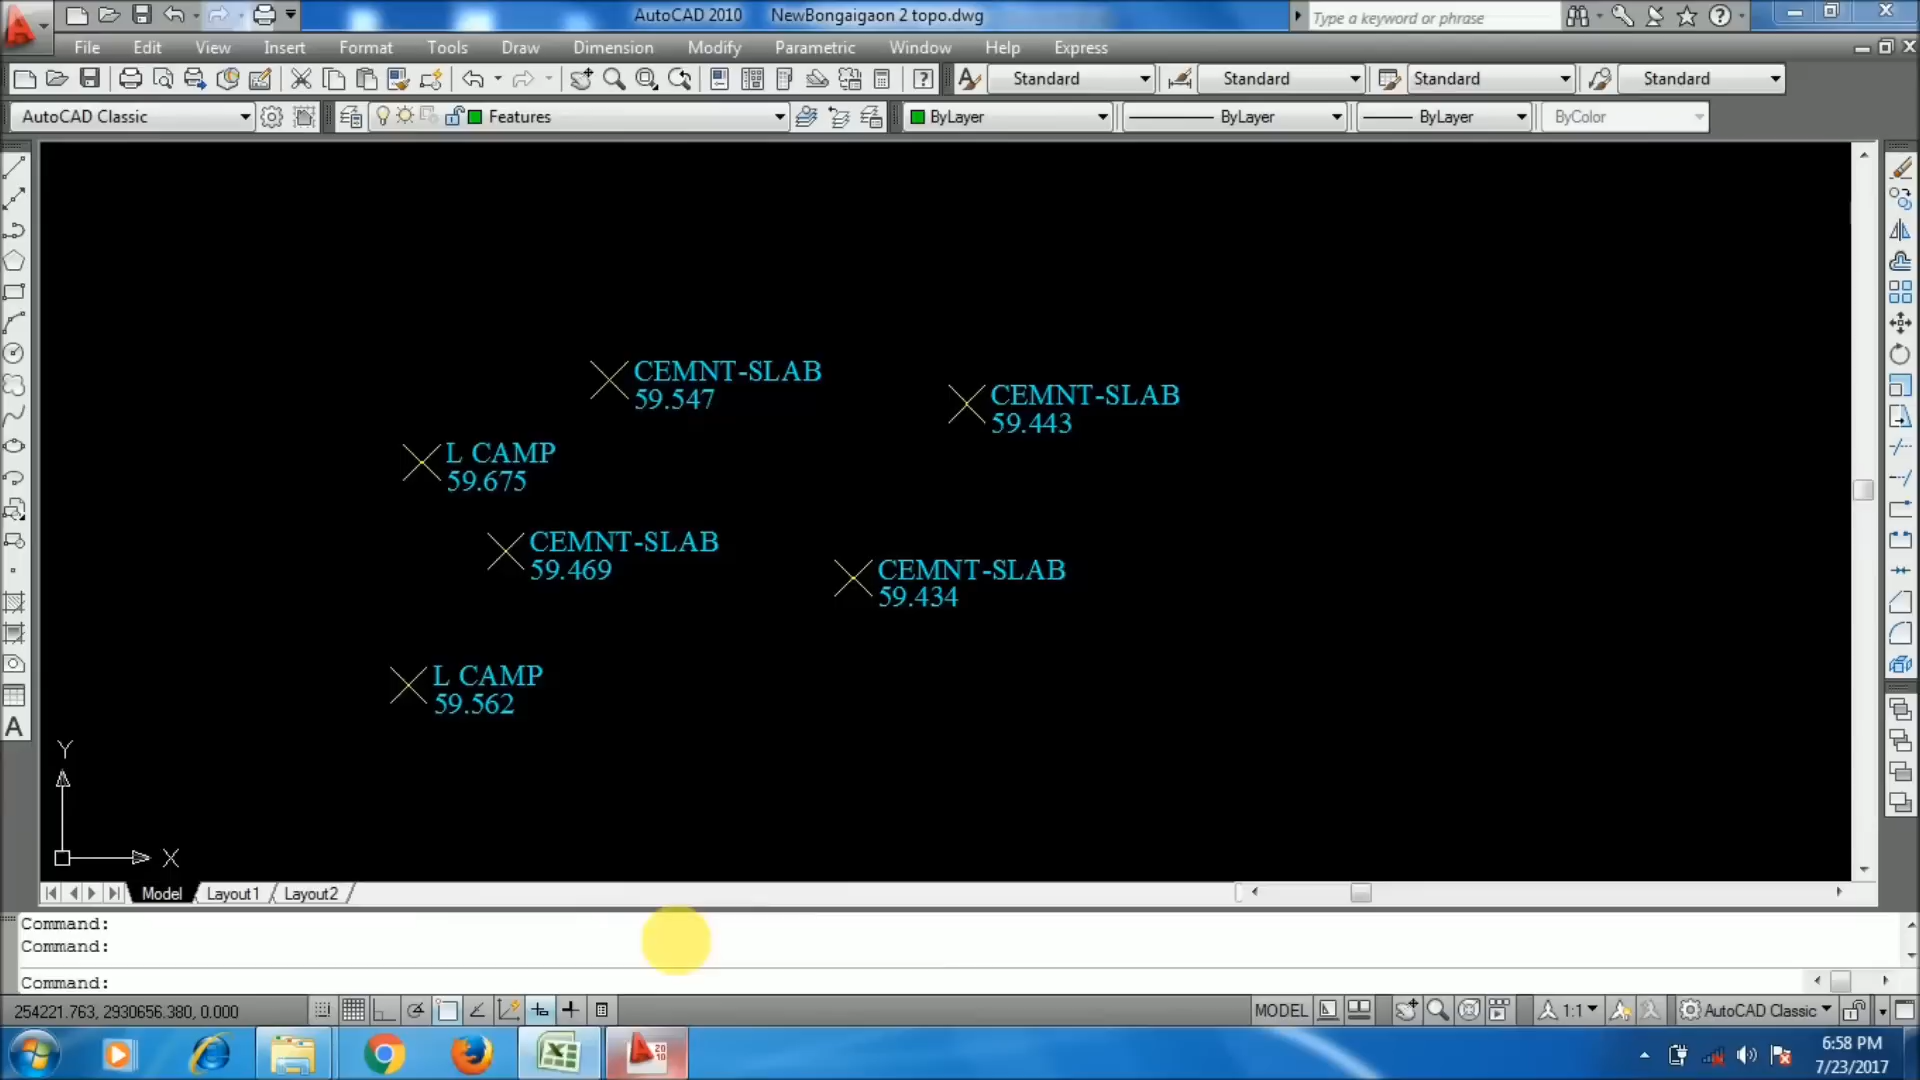 AutoCAD 2010 NewBongaigaon 2 topo.dwg
Type a keyword or phrase
File Edit View Insert Format Tools Draw Dimension Modify Parametric Window Help Express
Standard Standard Standard Standard
AutoCAD Classic Features ByLayer ByLayer ByLayer ByColor
CEMNT-SLAB
59.547
CEMNT-SLAB
59.443
L CAMP
59.675
CEMNT-SLAB
59.469
CEMNT-SLAB
59.434
L CAMP
59.562
Y
X
Model Layout1 Layout2
Command:
Command:
Command:
254221.763, 2930656.380, 0.000 MODEL 1:1 AutoCAD Classic
6:58 PM
7/23/2017